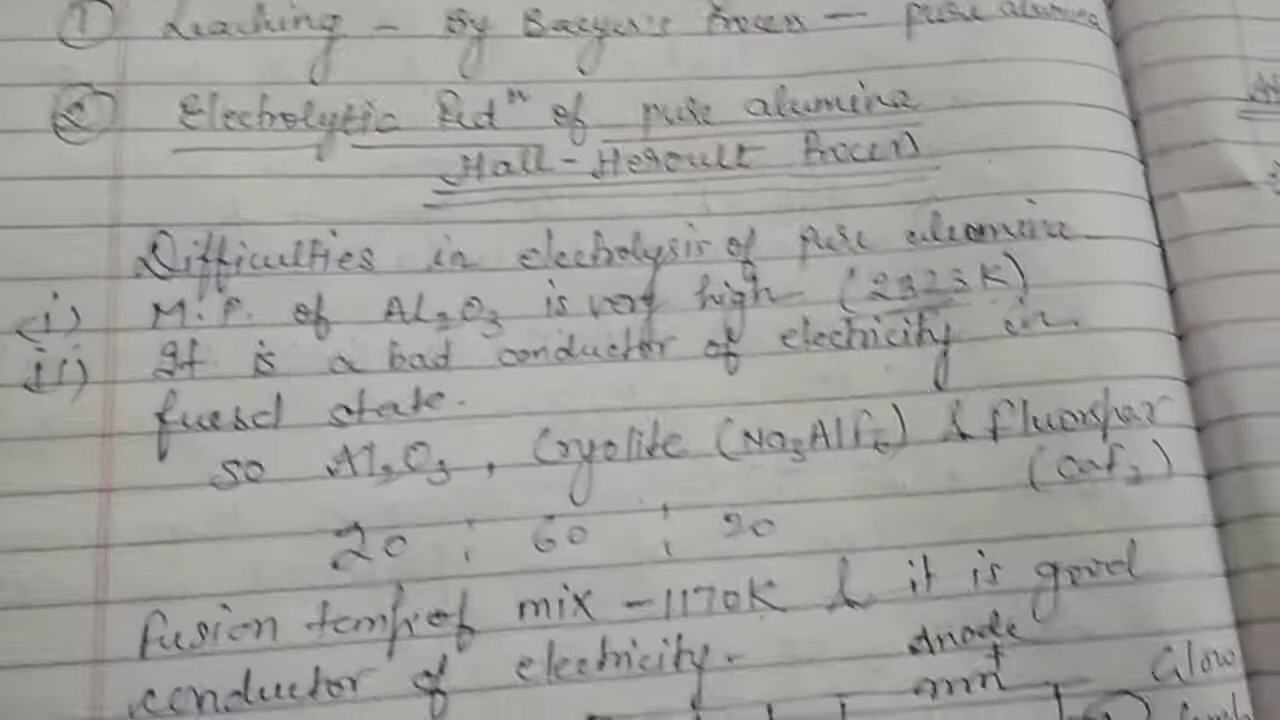 ① Leaching - By Baeyer's Process - pure alumina
② Electrolytic Redⁿ of pure alumina
Hall-Heroult Process
Difficulties in electrolysis of pure alumina
(i) M.P. of Al₂O₃ is very high (2323K)
(ii) It is a bad conductor of electricity in
fused state.
so Al₂O₃, Cryolite (Na₃AlF₆) & fluorspar
(CaF₂)
20 : 60 : 20
fusion temp. of mix - 1170K & it is good
conductor of electricity.
Anode
+
Glow